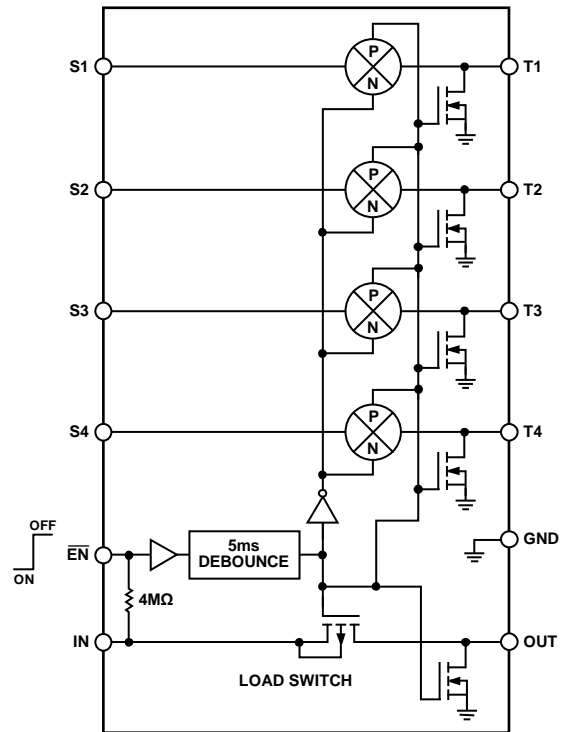 S1 P N T1
S2 P N T2
S3 P N T3
S4 P N T4
OFF
ON
EN
5ms
DEBOUNCE
GND
4MΩ
IN
OUT
LOAD SWITCH